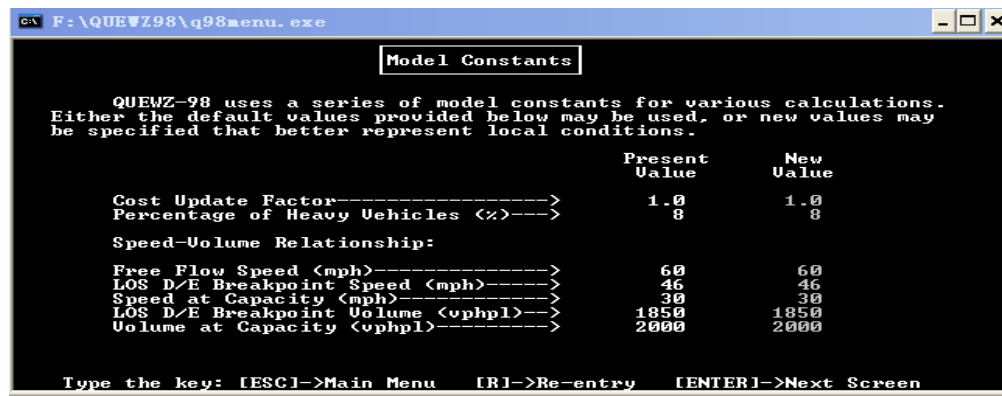 F:\QUEWZ98\q98menu.exe
Model Constants
QUEWZ-98 uses a series of model constants for various calculations.
Either the default values provided below may be used, or new values may
be specified that better represent local conditions.
Present New
Value Value
Cost Update Factor------------------> 1.0 1.0
Percentage of Heavy Vehicles (%)---> 8 8
Speed-Volume Relationship:
Free Flow Speed (mph)--------------> 60 60
LOS D/E Breakpoint Speed (mph)-----> 46 46
Speed at Capacity (mph)------------> 30 30
LOS D/E Breakpoint Volume (vphpl)--> 1850 1850
Volume at Capacity (vphpl)---------> 2000 2000
Type the key: [ESC]->Main Menu [R]->Re-entry [ENTER]->Next Screen